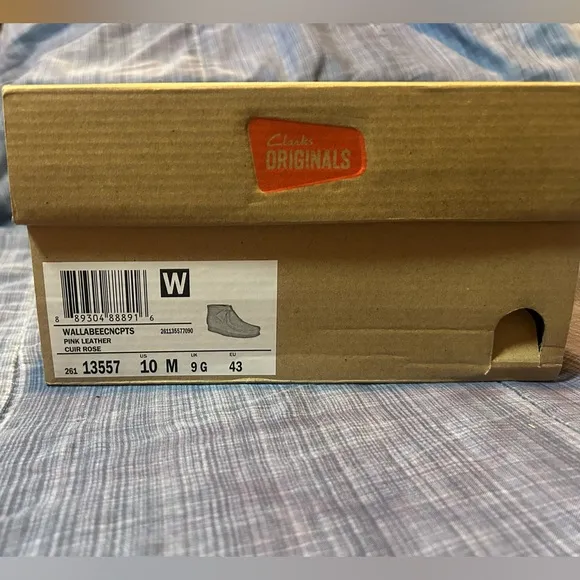 Clarks
ORIGINALS
W
8 89304 88891 6
WALLABEECNCPTS 261135577090
PINK LEATHER
CUIR ROSE
US UK EU
261 13557 10 M 9 G 43